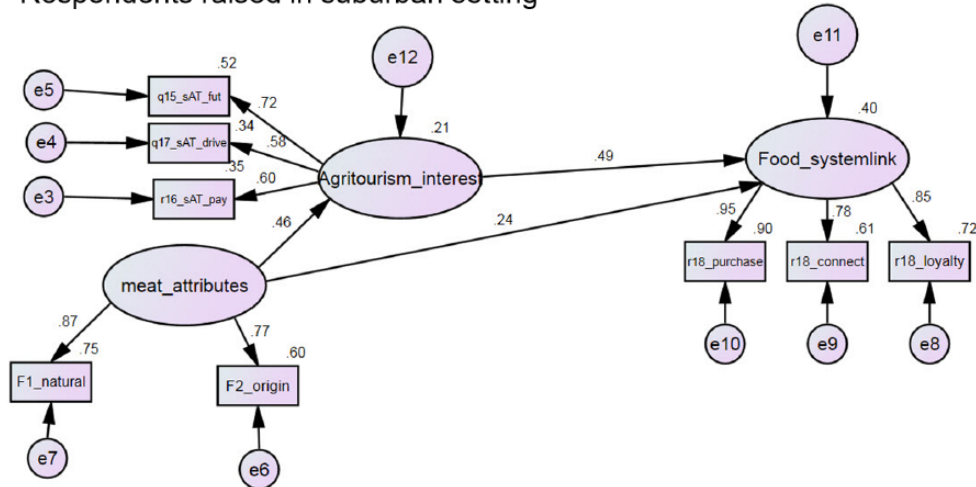 Respondents raised in suburban setting
e12
e11
.52
e5
q15_sAT_fut
.72
.40
.21
.34
e4
q17_sAT_drive
.58
.49
Food_systemlink
.35
Agritourism_interest
e3
r16_sAT_pay
.60
.95
.78
.85
.46
.24
.90
.61
.72
r18_purchase
r18_connect
r18_loyalty
meat_attributes
.87
.77
e10
e9
e8
.75
.60
F1_natural
F2_origin
e7
e6